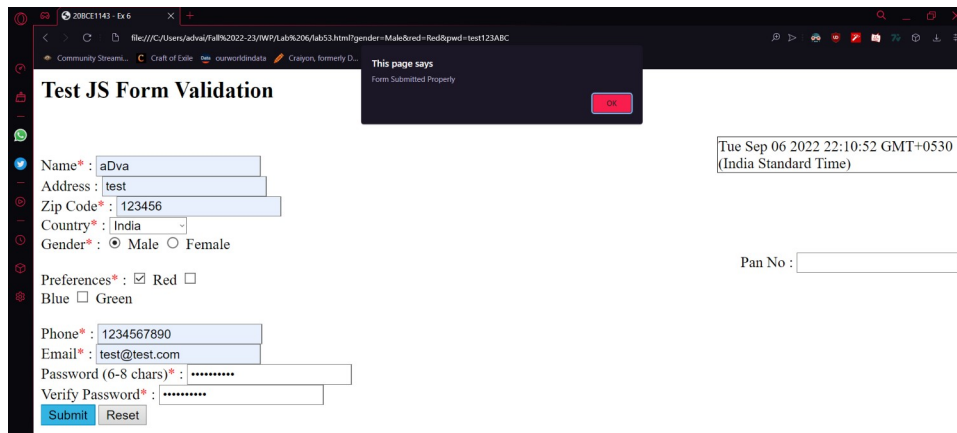 20BCE1143 - Ex 6
file:///C:/Users/advai/Fall%2022-23/IWP/Lab%206/lab53.html?gender=Male&red=Red&pwd=test123ABC
Community Streami... Craft of Exile ourworldindata Craiyon, formerly D...
This page says
Form Submitted Properly
OK
Test JS Form Validation
Tue Sep 06 2022 22:10:52 GMT+0530
(India Standard Time)
Name* : aDva
Address : test
Zip Code* : 123456
Country* : India
Gender* : Male Female
Pan No :
Preferences* : Red
Blue Green
Phone* : 1234567890
Email* : test@test.com
Password (6-8 chars)* : ••••••••••
Verify Password* : ••••••••••
Submit Reset